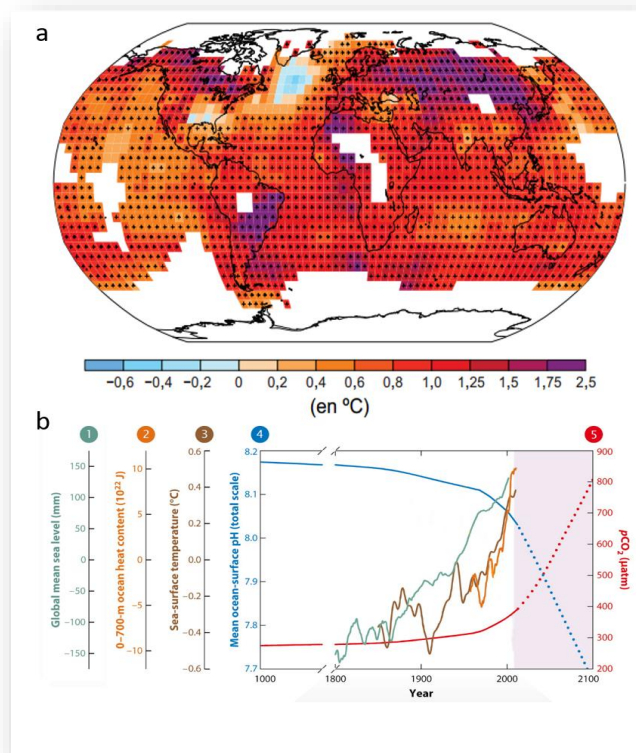 a
−0,6 −0,4 −0,2 0 0,2 0,4 0,6 0,8 1,0 1,25 1,5 1,75 2,5
(en ºC)
b
1 2 3 4 5
Global mean sea level (mm)
150
100
50
0
−50
−100
−150
0–700-m ocean heat content (10²² J)
10
5
0
−5
−10
Sea-surface temperature (°C)
0.6
0.4
0.2
0.0
−0.2
−0.4
−0.6
Mean ocean-surface pH (total scale)
8.2
8.1
8.0
7.9
7.8
7.7
900
800
700
600
500
400
300
200
pCO₂ (µatm)
1000 1800 1900 2000 2100
Year